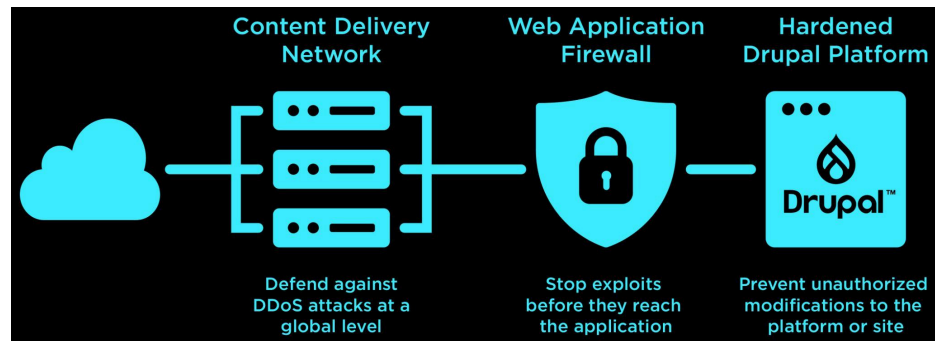 Content Delivery
Network
Web Application
Firewall
Hardened
Drupal Platform
Drupal™
Defend against
DDoS attacks at a
global level
Stop exploits
before they reach
the application
Prevent unauthorized
modifications to the
platform or site